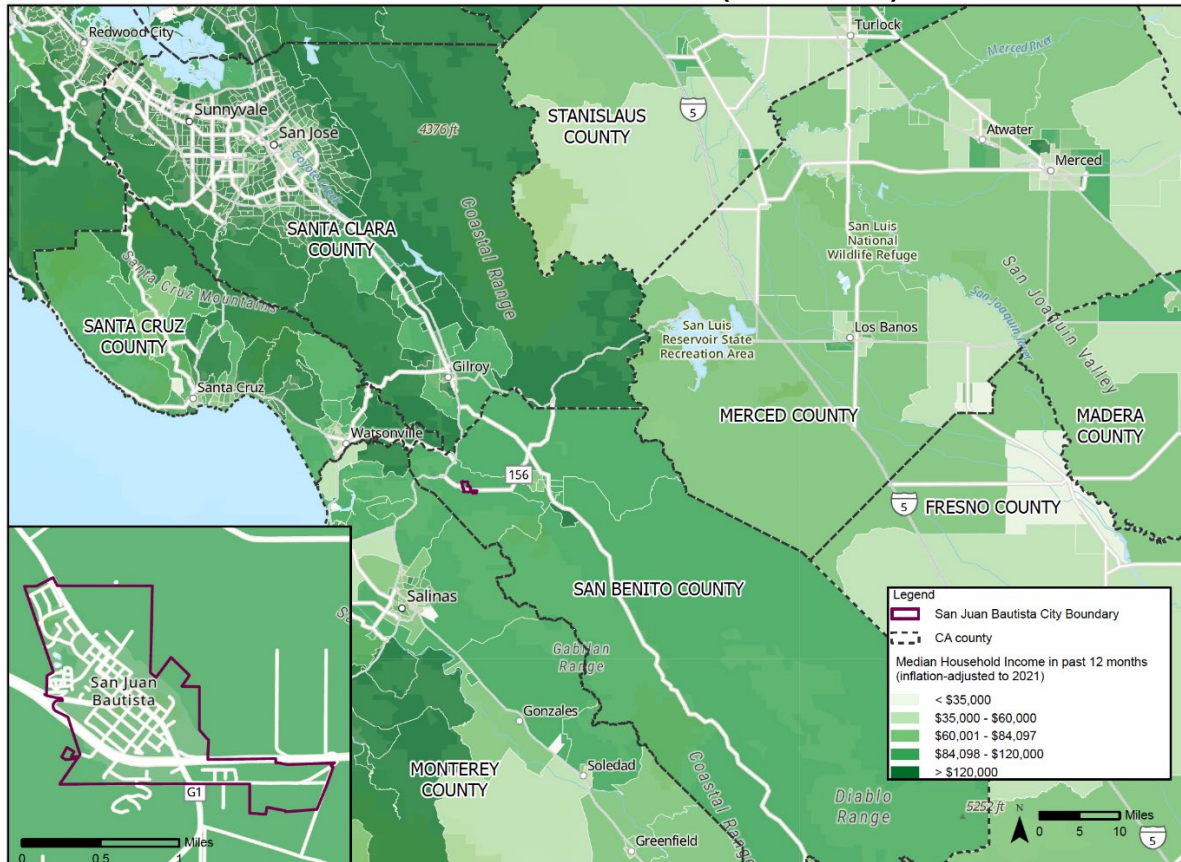 Redwood City
Sunnyvale
San José
4376 ft
Turlock
Merced River
STANISLAUS
COUNTY
5
Atwater
Merced
SANTA CLARA
COUNTY
Coastal Range
San Luis
National
Wildlife Refuge
San Joaquin Valley
Santa Cruz Mountains
SANTA CRUZ
COUNTY
Santa Cruz
Gilroy
San Luis
Reservoir State
Recreation Area
Los Banos
Watsonville
156
MERCED COUNTY
MADERA
COUNTY
5
FRESNO COUNTY
SAN BENITO COUNTY
Salinas
Gabilan
Range
Gonzales
Soledad
MONTEREY
COUNTY
Greenfield
Coastal Range
Diablo
Range
5252 ft
San Juan
Bautista
G1
0 0.5 1 Miles
Legend
San Juan Bautista City Boundary
CA county
Median Household Income in past 12 months
(inflation-adjusted to 2021)
< $35,000
$35,000 - $60,000
$60,001 - $84,097
$84,098 - $120,000
> $120,000
N
Miles
0 5 10
5